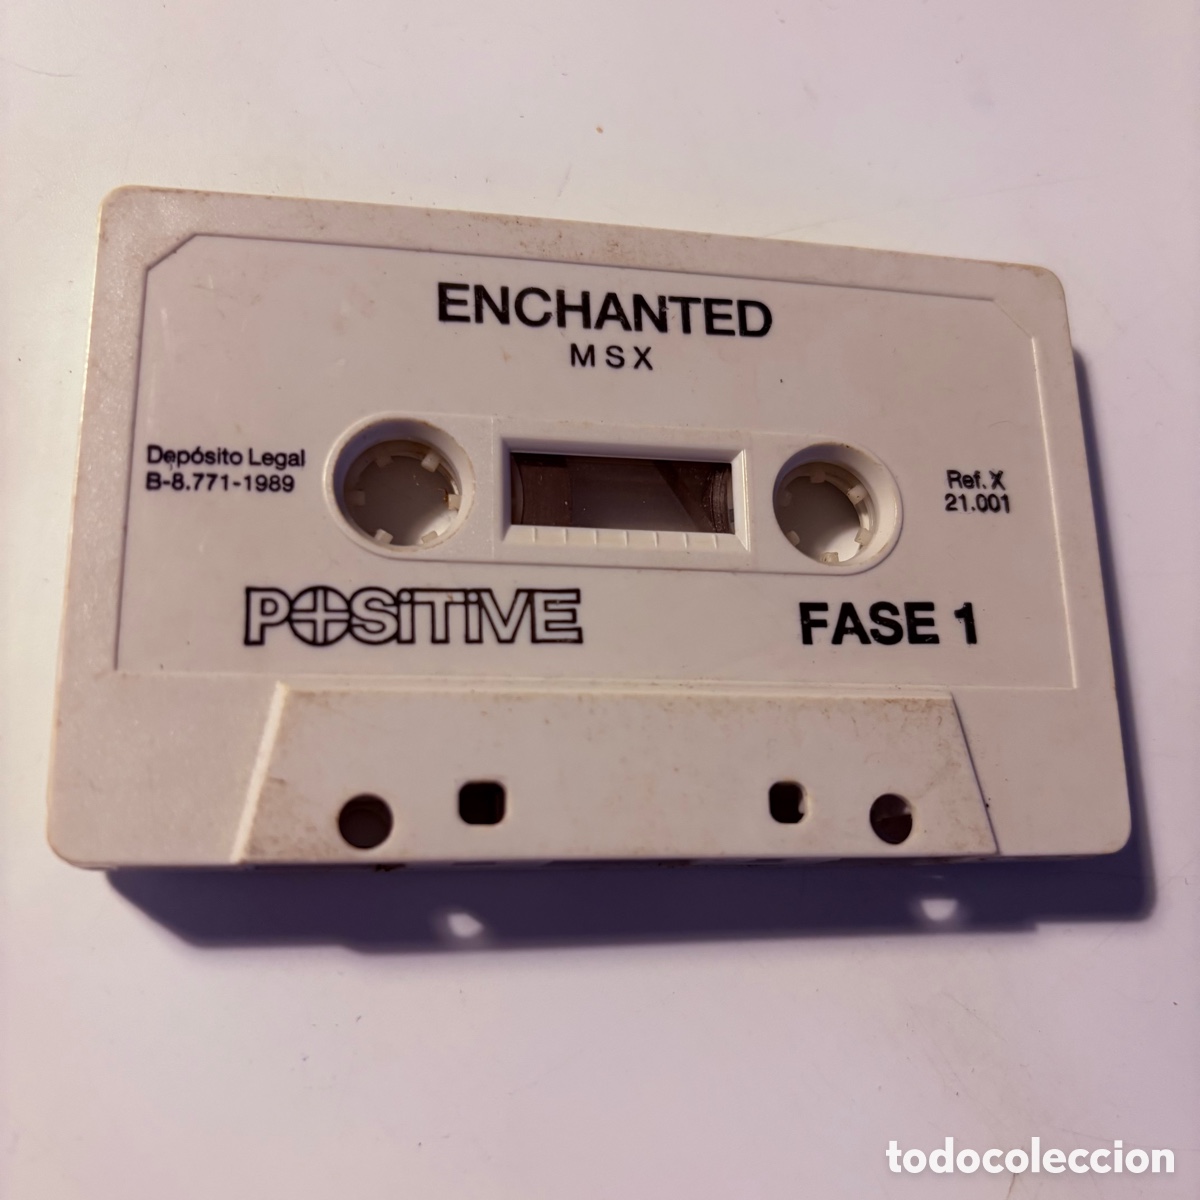 ENCHANTED
MSX
Depósito Legal
B-8.771-1989
Ref. X
21.001
POSiTiVE
FASE 1
todocoleccion